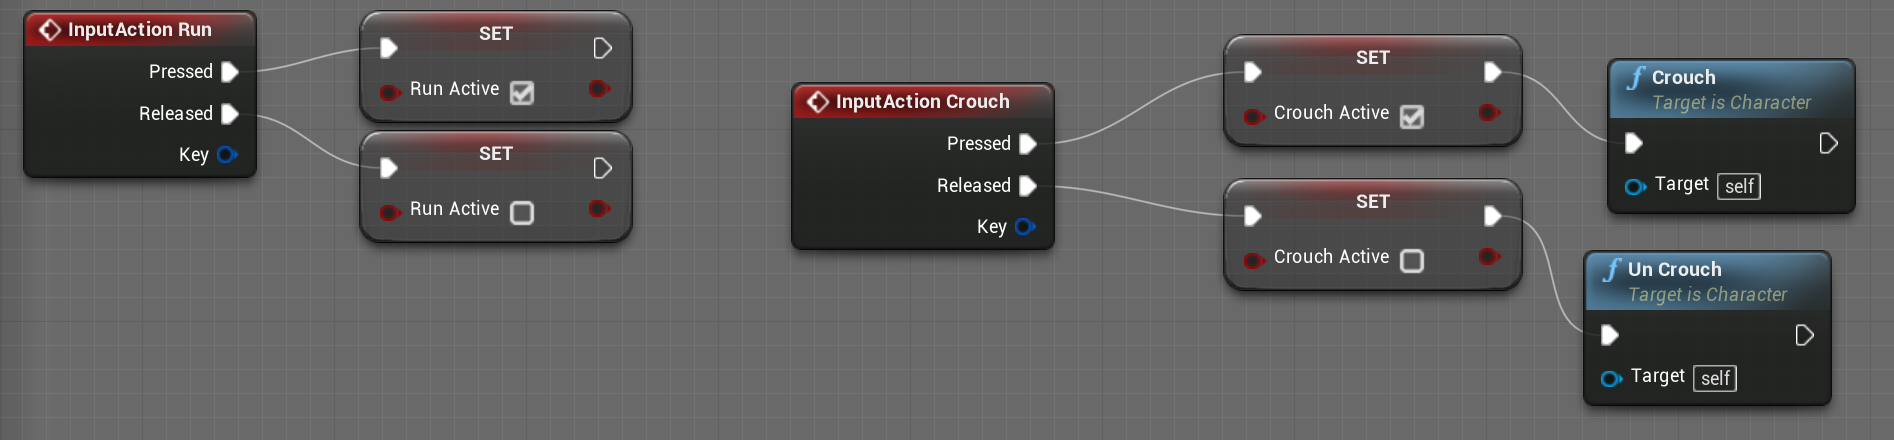 InputAction Run
Pressed
Released
Key
SET
Run Active
SET
Run Active
InputAction Crouch
Pressed
Released
Key
SET
Crouch Active
SET
Crouch Active
f Crouch
Target is Character
Target self
f Un Crouch
Target is Character
Target self